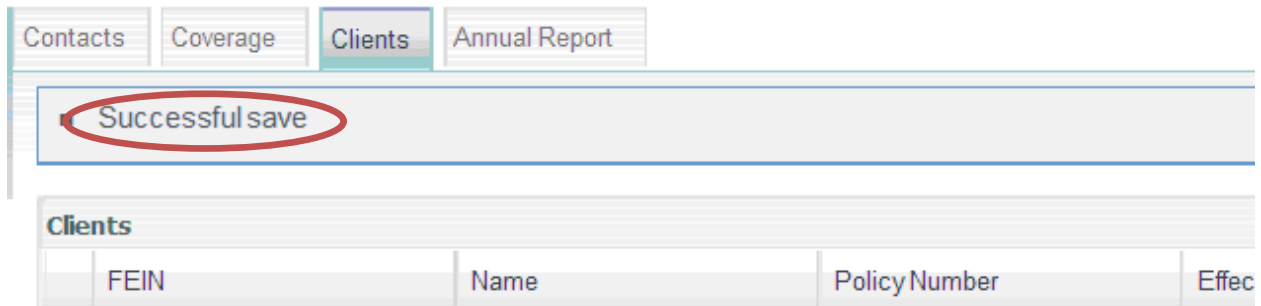 Contacts Coverage Clients Annual Report
Successful save
Clients
FEIN Name Policy Number Effec